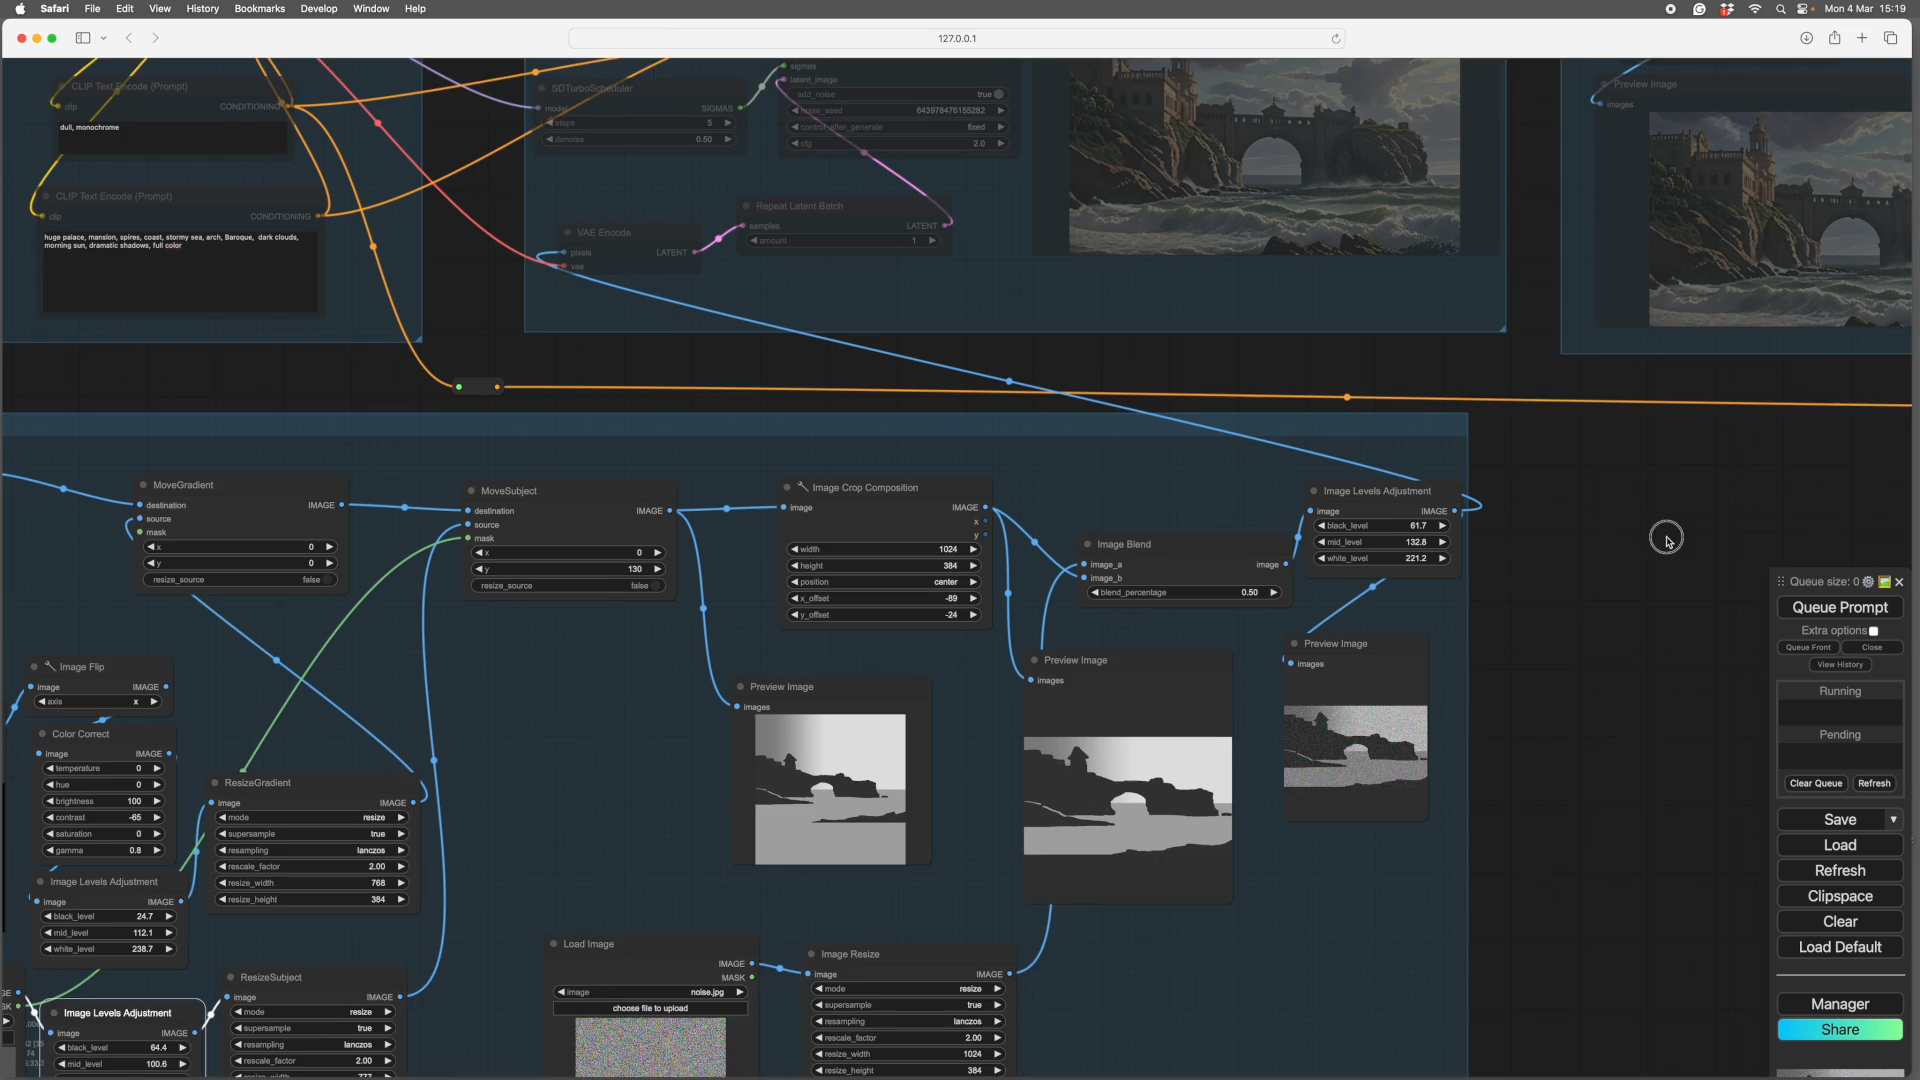 Safari File Edit View History Bookmarks Develop Window Help
Mon 4 Mar 15:19
127.0.0.1
CLIP Text Encode (Prompt)
clip
CONDITIONING
dull, monochrome
CLIP Text Encode (Prompt)
clip
CONDITIONING
huge palace, mansion, spires, coast, stormy sea, arch, Baroque, dark clouds,
morning sun, dramatic shadows, full color
SDTurboScheduler
model SIGMAS
steps 5
denoise 0.50
sigmas
latent_image
add_noise true
noise_seed 643978476155282
control_after_generate fixed
cfg 2.0
VAE Encode
pixels LATENT
vae
Repeat Latent Batch
samples LATENT
amount 1
Preview Image
images
MoveGradient
destination IMAGE
source
mask
x 0
y 0
resize_source false
MoveSubject
destination IMAGE
source
mask
x 0
y 130
resize_source false
Image Crop Composition
image IMAGE
x
y
width 1024
height 384
position center
x_offset -89
y_offset -24
Image Blend
image_a image
image_b
blend_percentage 0.50
Image Levels Adjustment
image IMAGE
black_level 61.7
mid_level 132.8
white_level 221.2
Preview Image
images
Preview Image
images
Preview Image
images
Image Flip
image IMAGE
axis x
Color Correct
image IMAGE
temperature 0
hue 0
brightness 100
contrast -65
saturation 0
gamma 0.8
ResizeGradient
image IMAGE
mode resize
supersample true
resampling lanczos
rescale_factor 2.00
resize_width 768
resize_height 384
Image Levels Adjustment
image IMAGE
black_level 24.7
mid_level 112.1
white_level 238.7
Image Levels Adjustment
image IMAGE
black_level 64.4
mid_level 100.6
ResizeSubject
image IMAGE
mode resize
supersample true
resampling lanczos
rescale_factor 2.00
Load Image
IMAGE
MASK
image noise.jpg
choose file to upload
Image Resize
image IMAGE
mode resize
supersample true
resampling lanczos
rescale_factor 2.00
resize_width 1024
resize_height 384
Queue size: 0
Queue Prompt
Extra options
Queue Front Close
View History
Running
Pending
Clear Queue Refresh
Save
Load
Refresh
Clipspace
Clear
Load Default
Manager
Share